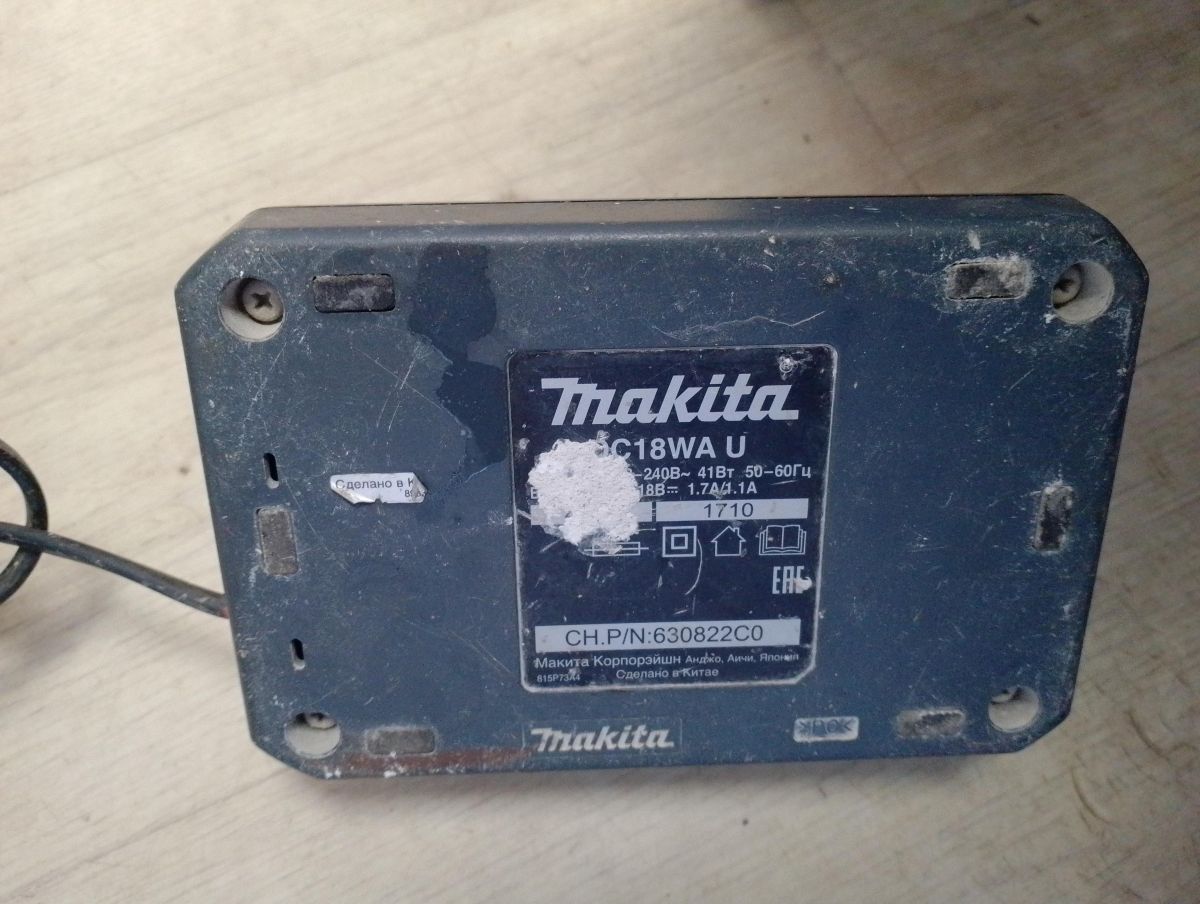 makita
DC18WA U
-240В~ 41Вт 50-60Гц
18В 1.7А/1.1А
1710
EAC
CH.P/N:630822C0
Макита Корпорэйшн Анджо, Аичи, Япония
815P73A4 Сделано в Китае
Сделано в
makita